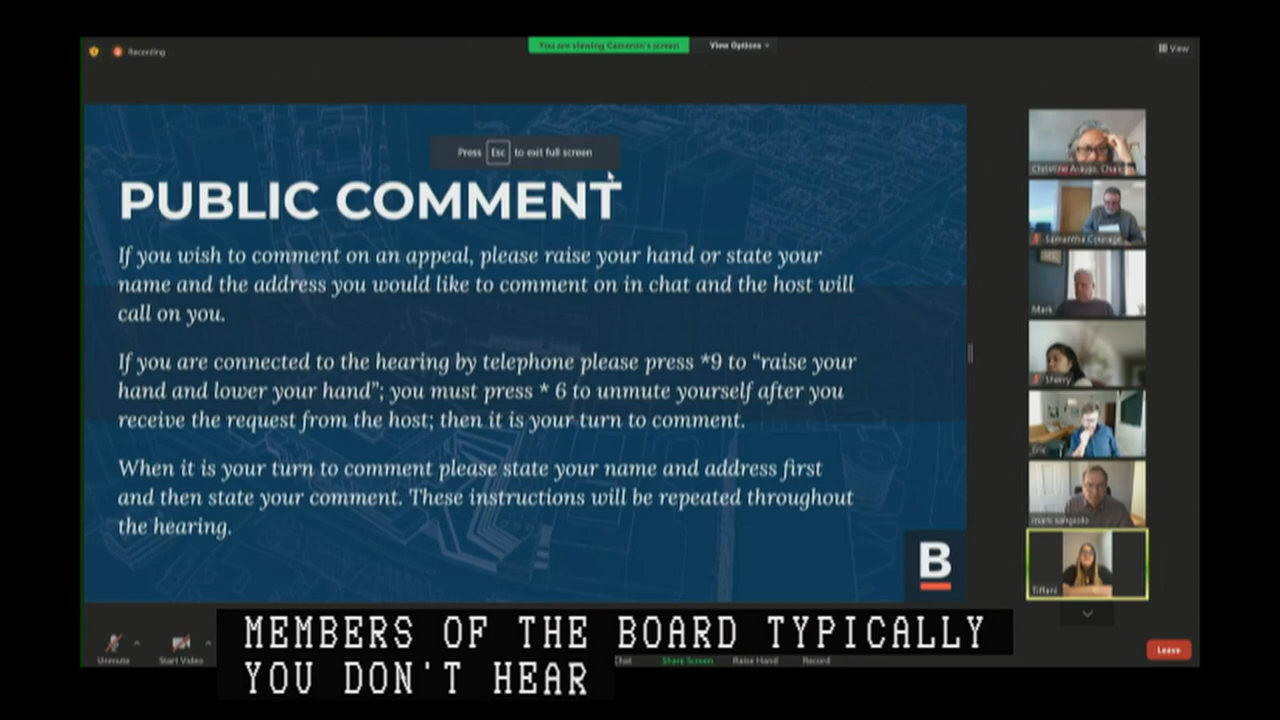 Recording
You are viewing Cameron's screen
View Options
View
Press Esc to exit full screen
PUBLIC COMMENT
If you wish to comment on an appeal, please raise your hand or state your
name and the address you would like to comment on in chat and the host will
call on you.
If you are connected to the hearing by telephone please press *9 to “raise your
hand and lower your hand”; you must press * 6 to unmute yourself after you
receive the request from the host; then it is your turn to comment.
When it is your turn to comment please state your name and address first
and then state your comment. These instructions will be repeated throughout
the hearing.
B
Christine Araujo, Chair
Samantha Courage
Mark
Sherry
Eric
mark sangiolo
Tiffani
Unmute
Start Video
Chat
Share Screen
Raise Hand
Record
Leave
MEMBERS OF THE BOARD TYPICALLY
YOU DON'T HEAR